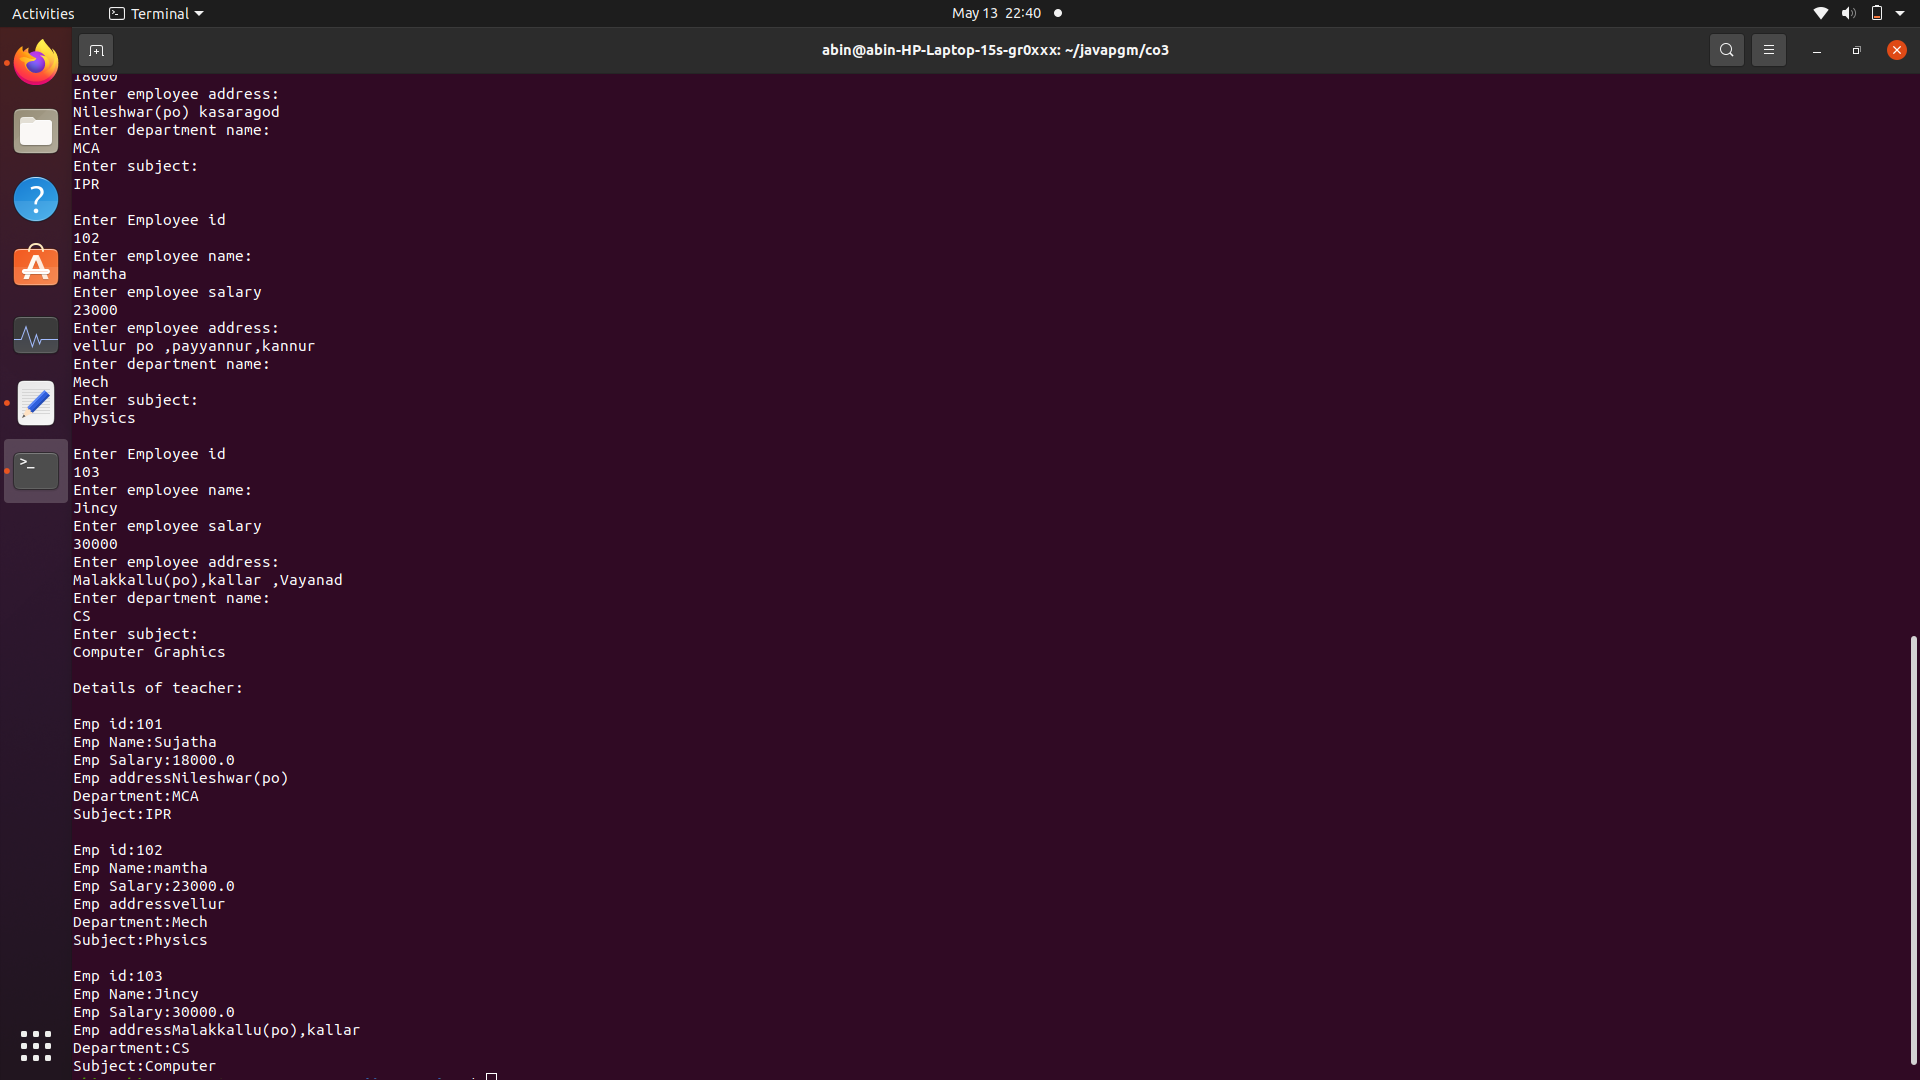 Activities
Terminal
May 13 22:40
abin@abin-HP-Laptop-15s-gr0xxx: ~/javapgm/co3
18000
Enter employee address:
Nileshwar(po) kasaragod
Enter department name:
MCA
Enter subject:
IPR
Enter Employee id
102
Enter employee name:
mamtha
Enter employee salary
23000
Enter employee address:
vellur po ,payyannur,kannur
Enter department name:
Mech
Enter subject:
Physics
Enter Employee id
103
Enter employee name:
Jincy
Enter employee salary
30000
Enter employee address:
Malakkallu(po),kallar ,Vayanad
Enter department name:
CS
Enter subject:
Computer Graphics
Details of teacher:
Emp id:101
Emp Name:Sujatha
Emp Salary:18000.0
Emp addressNileshwar(po)
Department:MCA
Subject:IPR
Emp id:102
Emp Name:mamtha
Emp Salary:23000.0
Emp addressvellur
Department:Mech
Subject:Physics
Emp id:103
Emp Name:Jincy
Emp Salary:30000.0
Emp addressMalakkallu(po),kallar
Department:CS
Subject:Computer